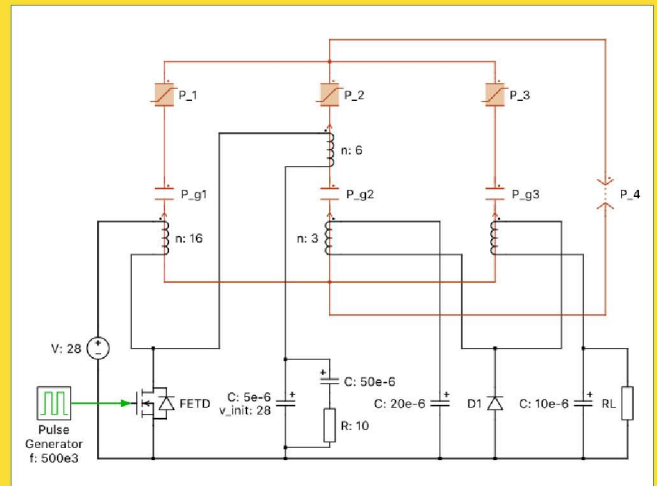 P_1
P_2
P_3
n: 6
P_g1
P_g2
P_g3
P_4
n: 16
n: 3
V: 28
FETD
C: 5e-6
v_init: 28
C: 50e-6
R: 10
C: 20e-6
D1
C: 10e-6
RL
Pulse
Generator
f: 500e3